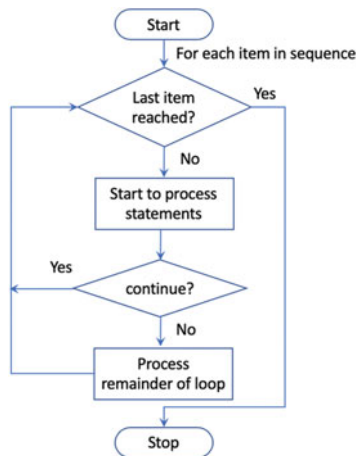 Start
For each item in sequence
Last item
reached?
Yes
No
Start to process
statements
Yes
continue?
No
Process
remainder of loop
Stop